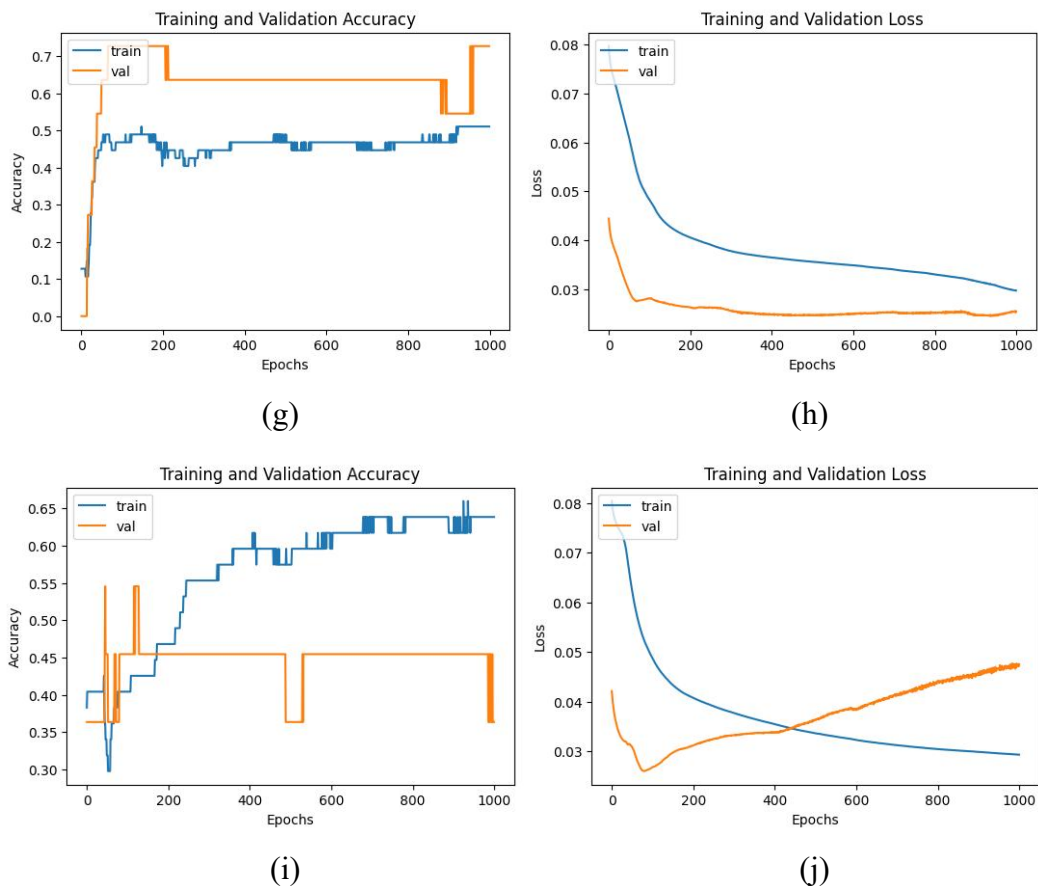 Training and Validation Accuracy
train
val
0.7
0.6
0.5
0.4
0.3
0.2
0.1
0.0
Accuracy
0 200 400 600 800 1000
Epochs
(g)
Training and Validation Loss
train
val
0.08
0.07
0.06
0.05
0.04
0.03
Loss
0 200 400 600 800 1000
Epochs
(h)
Training and Validation Accuracy
train
val
0.65
0.60
0.55
0.50
0.45
0.40
0.35
0.30
Accuracy
0 200 400 600 800 1000
Epochs
(i)
Training and Validation Loss
train
val
0.08
0.07
0.06
0.05
0.04
0.03
Loss
0 200 400 600 800 1000
Epochs
(j)